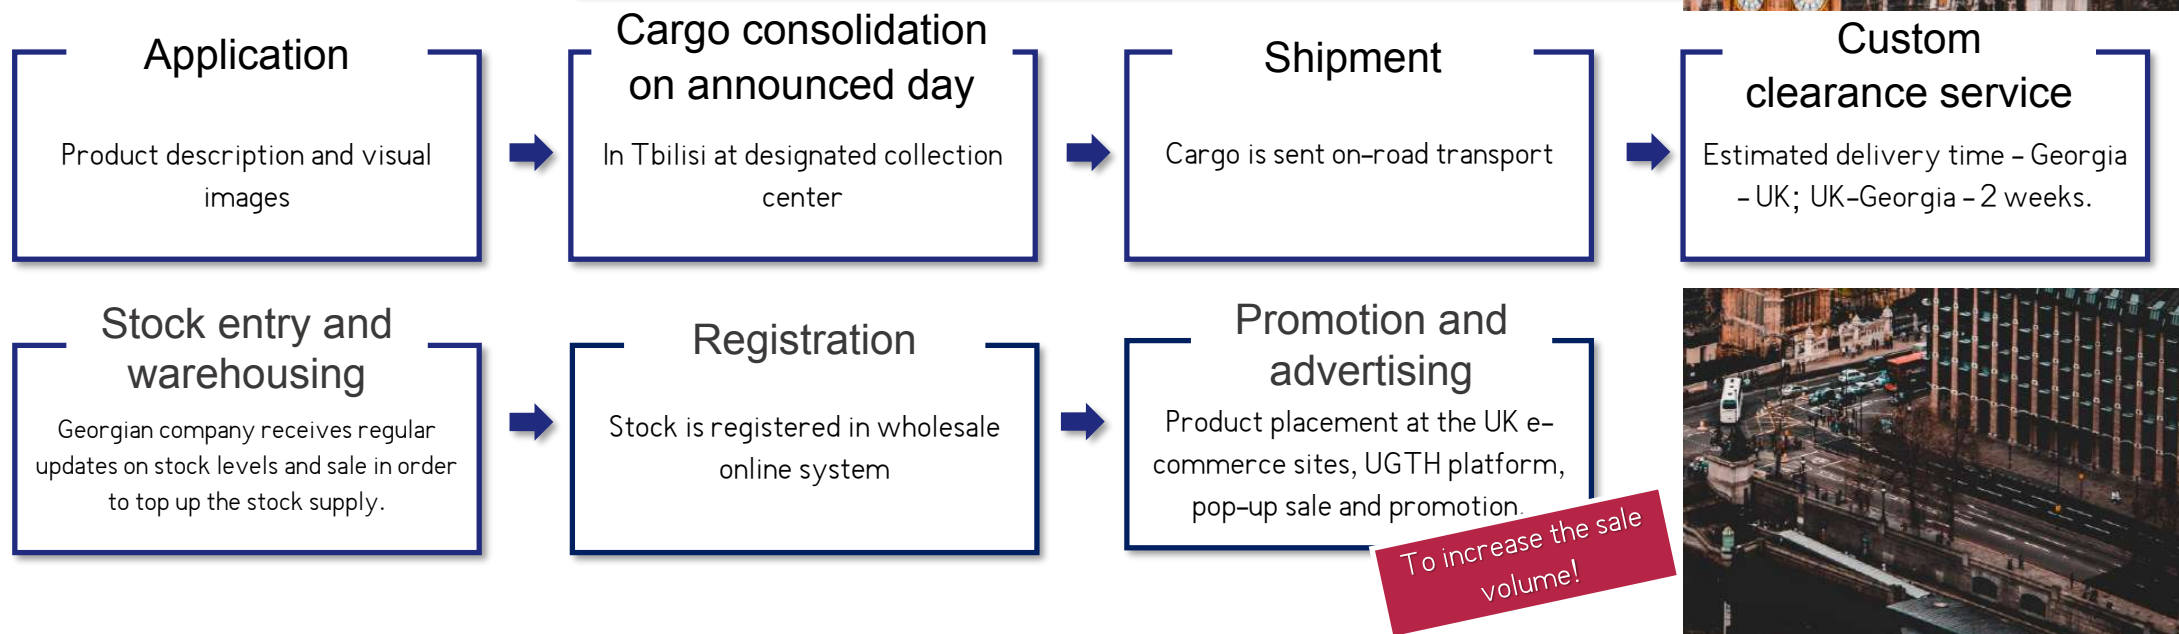 Application
Product description and visual
images
Cargo consolidation
on announced day
In Tbilisi at designated collection
center
Shipment
Cargo is sent on-road transport
Custom
clearance service
Estimated delivery time - Georgia
- UK; UK-Georgia - 2 weeks.
Stock entry and
warehousing
Georgian company receives regular
updates on stock levels and sale in order
to top up the stock supply.
Registration
Stock is registered in wholesale
online system
Promotion and
advertising
Product placement at the UK e-
commerce sites, UGTH platform,
pop-up sale and promotion.
To increase the sale
volume!